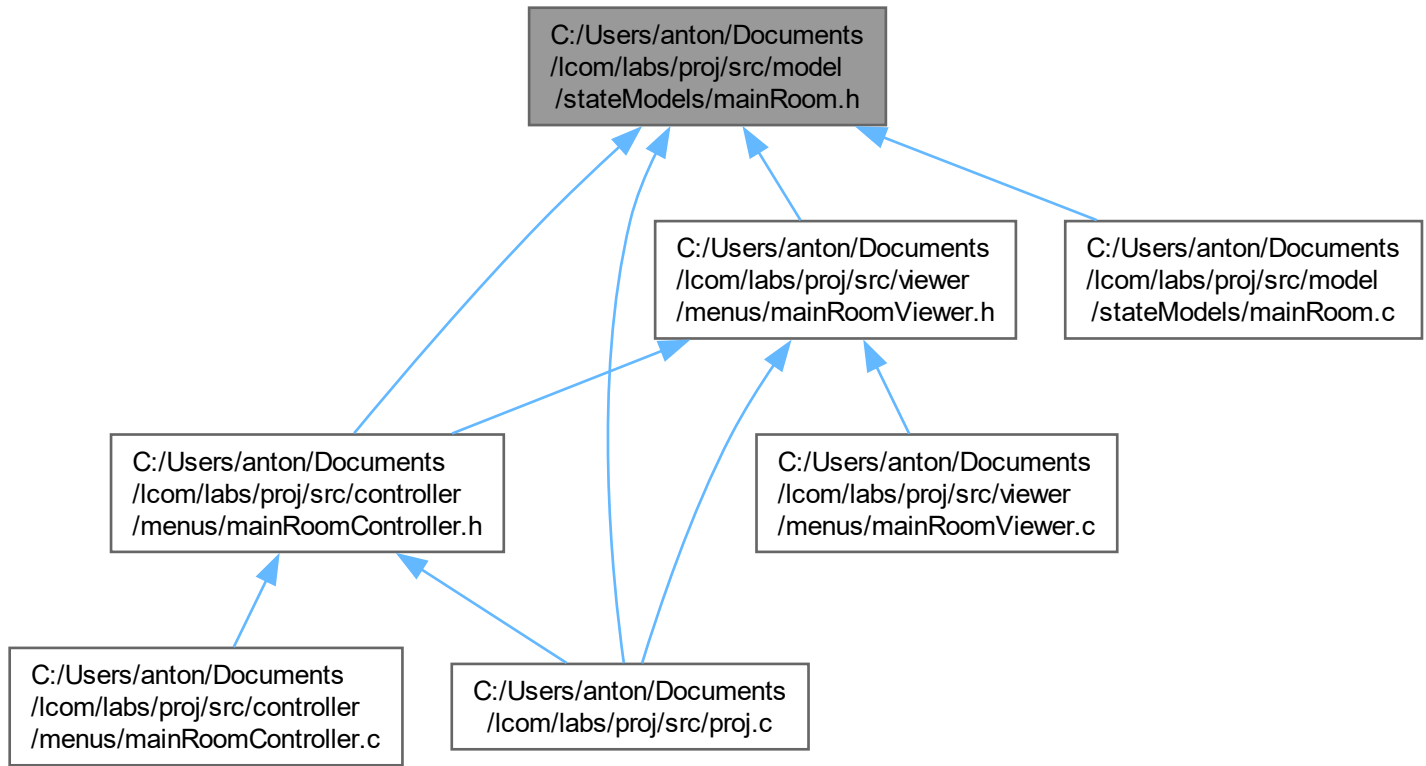 C:/Users/anton/Documents
/lcom/labs/proj/src/model
/stateModels/mainRoom.h
C:/Users/anton/Documents
/lcom/labs/proj/src/viewer
/menus/mainRoomViewer.h
C:/Users/anton/Documents
/lcom/labs/proj/src/model
/stateModels/mainRoom.c
C:/Users/anton/Documents
/lcom/labs/proj/src/controller
/menus/mainRoomController.h
C:/Users/anton/Documents
/lcom/labs/proj/src/viewer
/menus/mainRoomViewer.c
C:/Users/anton/Documents
/lcom/labs/proj/src/controller
/menus/mainRoomController.c
C:/Users/anton/Documents
/lcom/labs/proj/src/proj.c